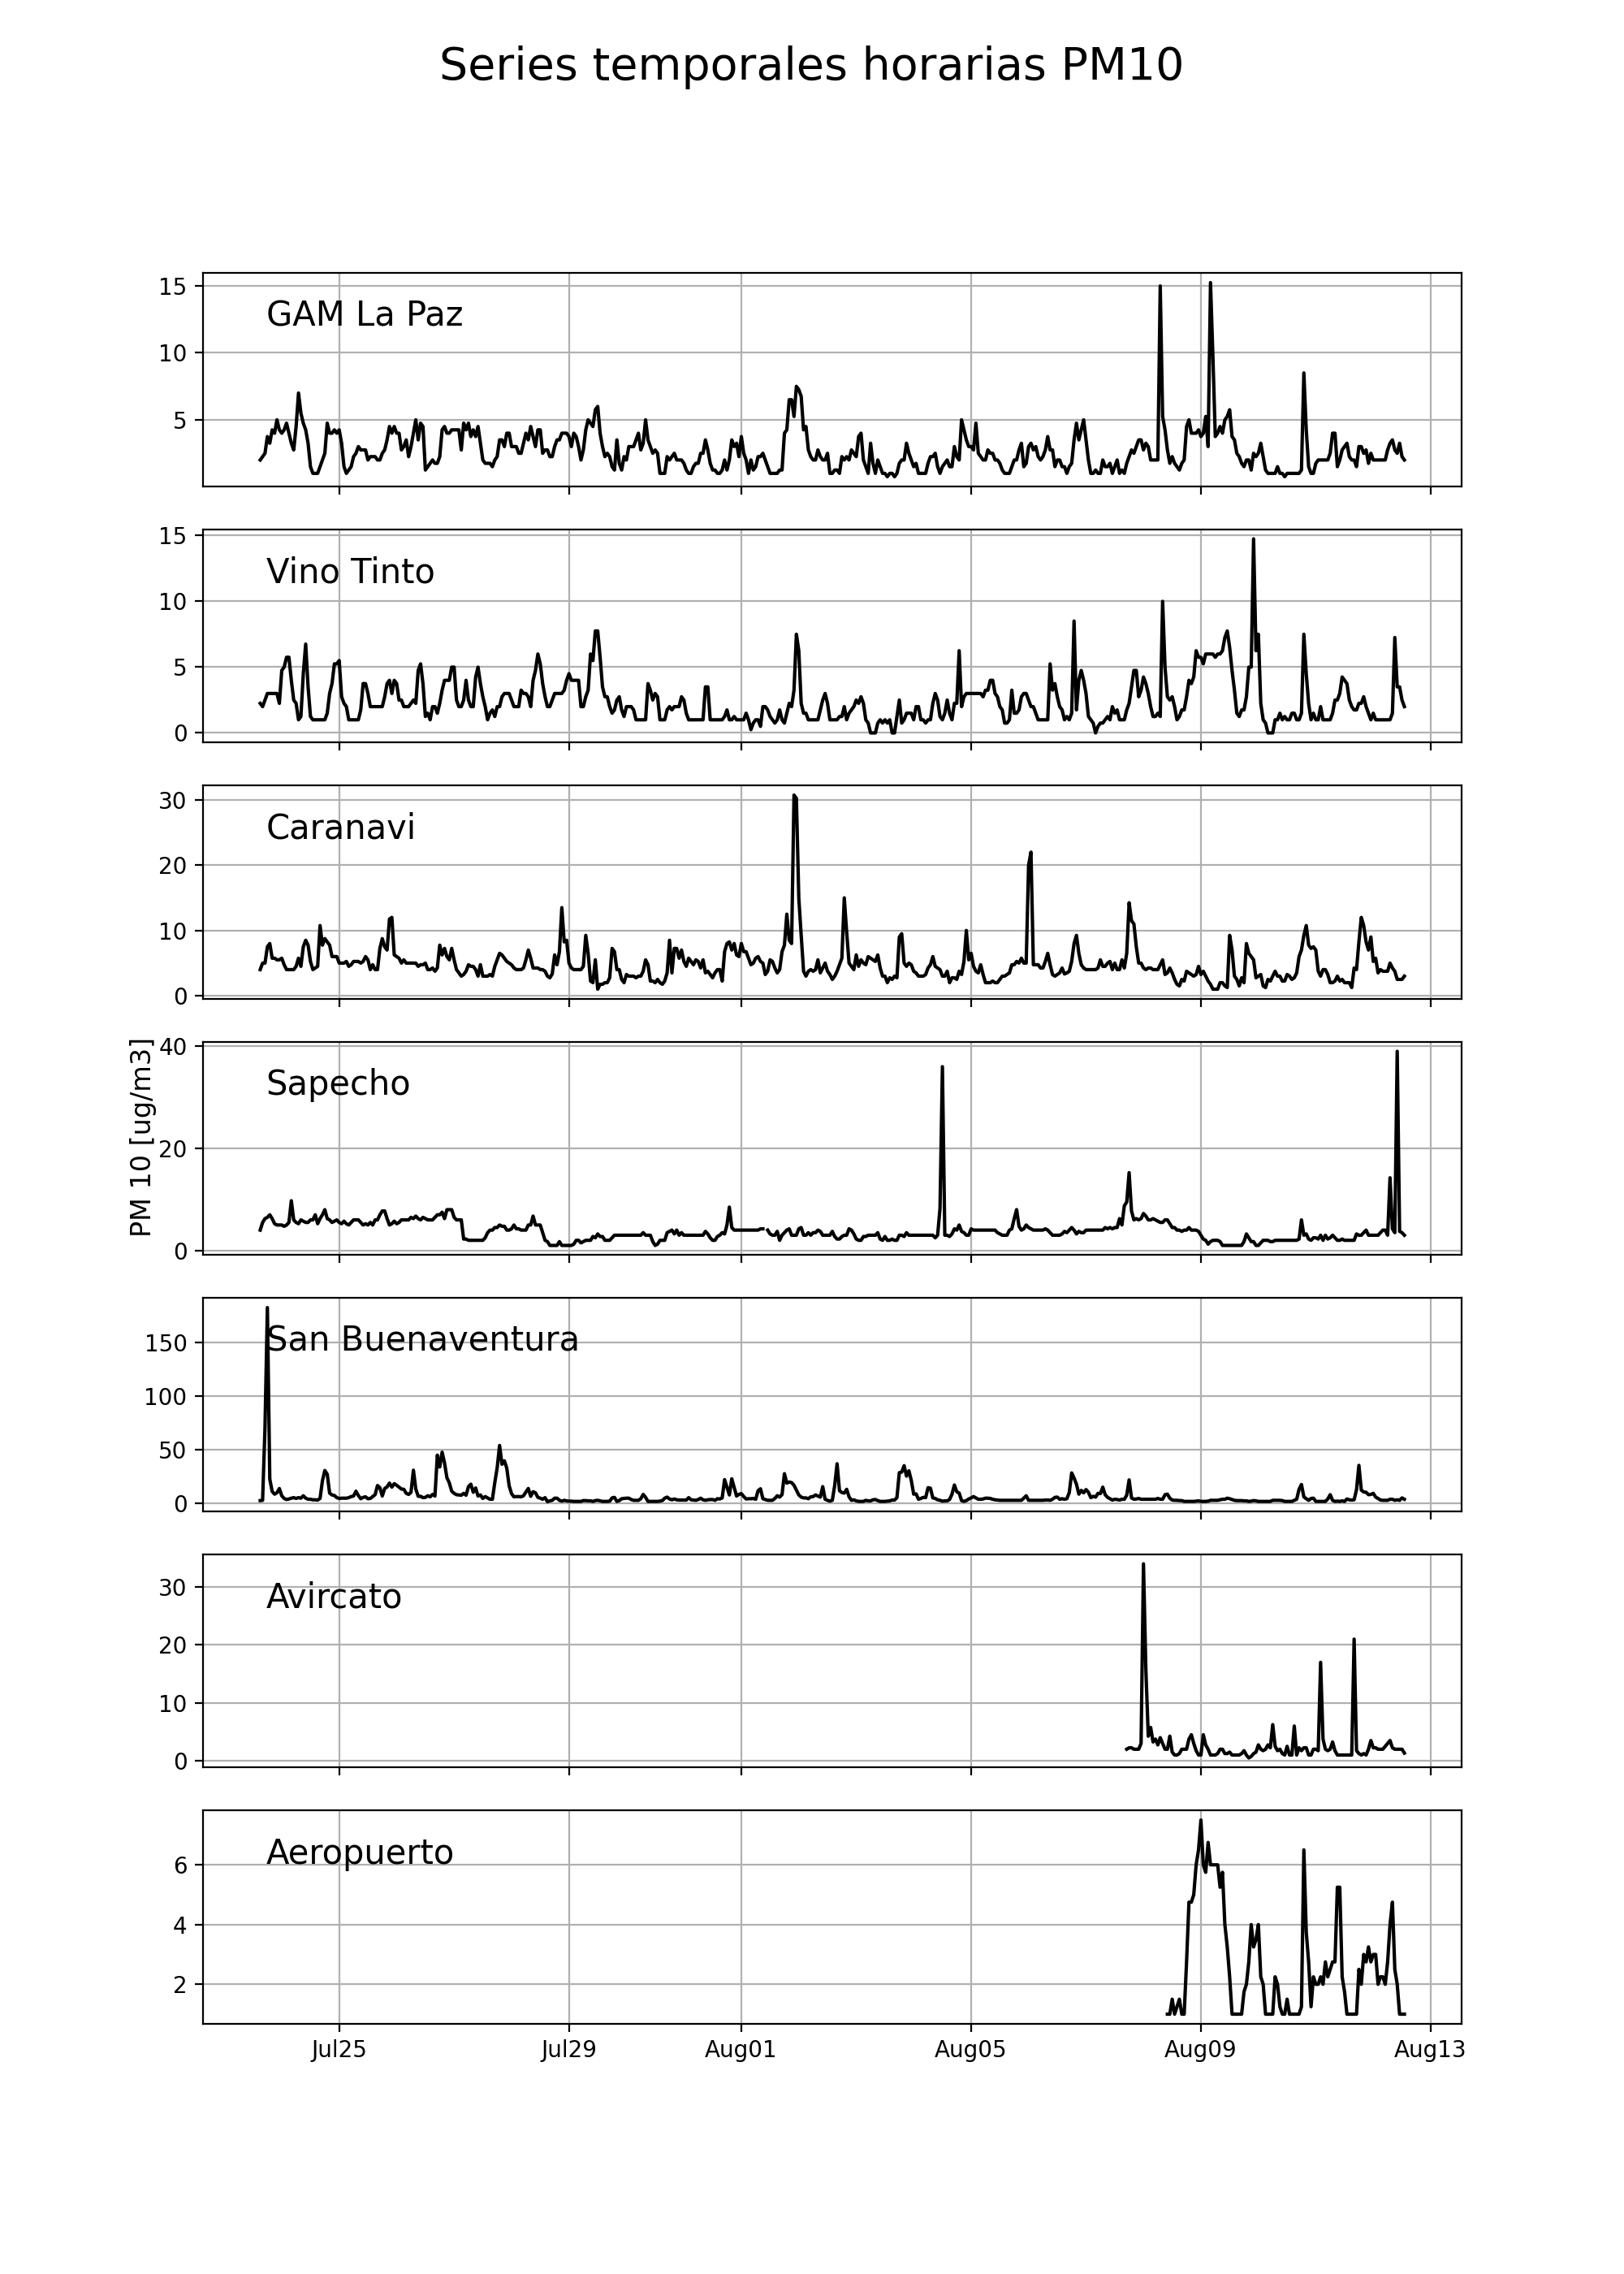 Series temporales horarias PM10
15
GAM La Paz
10
5
15
Vino Tinto
10
5
0
30
Caranavi
20
10
0
PM 10 [ug/m3]
40
Sapecho
20
0
San Buenaventura
150
100
50
0
30
Avircato
20
10
0
Aeropuerto
6
4
2
Jul25 Jul29 Aug01 Aug05 Aug09 Aug13